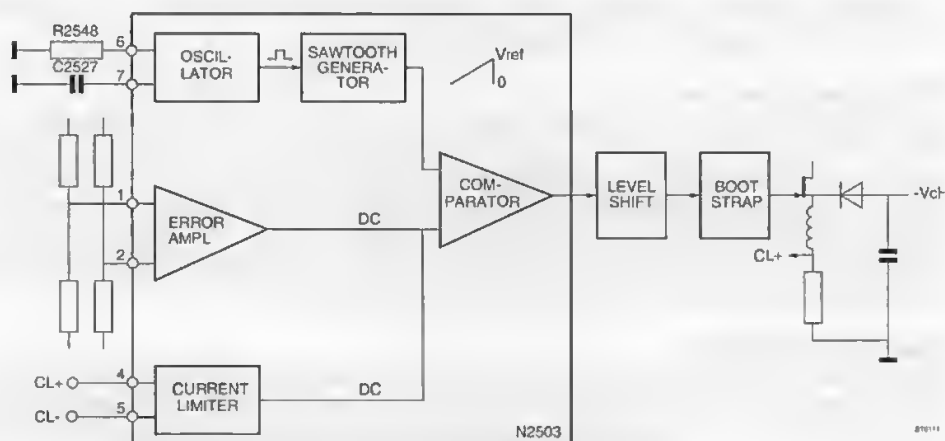 R2548
6
C2527
7
OSCIL-
LATOR
SAWTOOTH
GENERA-
TOR
Vref
0
1
2
ERROR
AMPL
DC
COM-
PARATOR
LEVEL
SHIFT
BOOT
STRAP
-VcH
CL+
CL+
4
CL-
5
CURRENT
LIMITER
DC
N2503